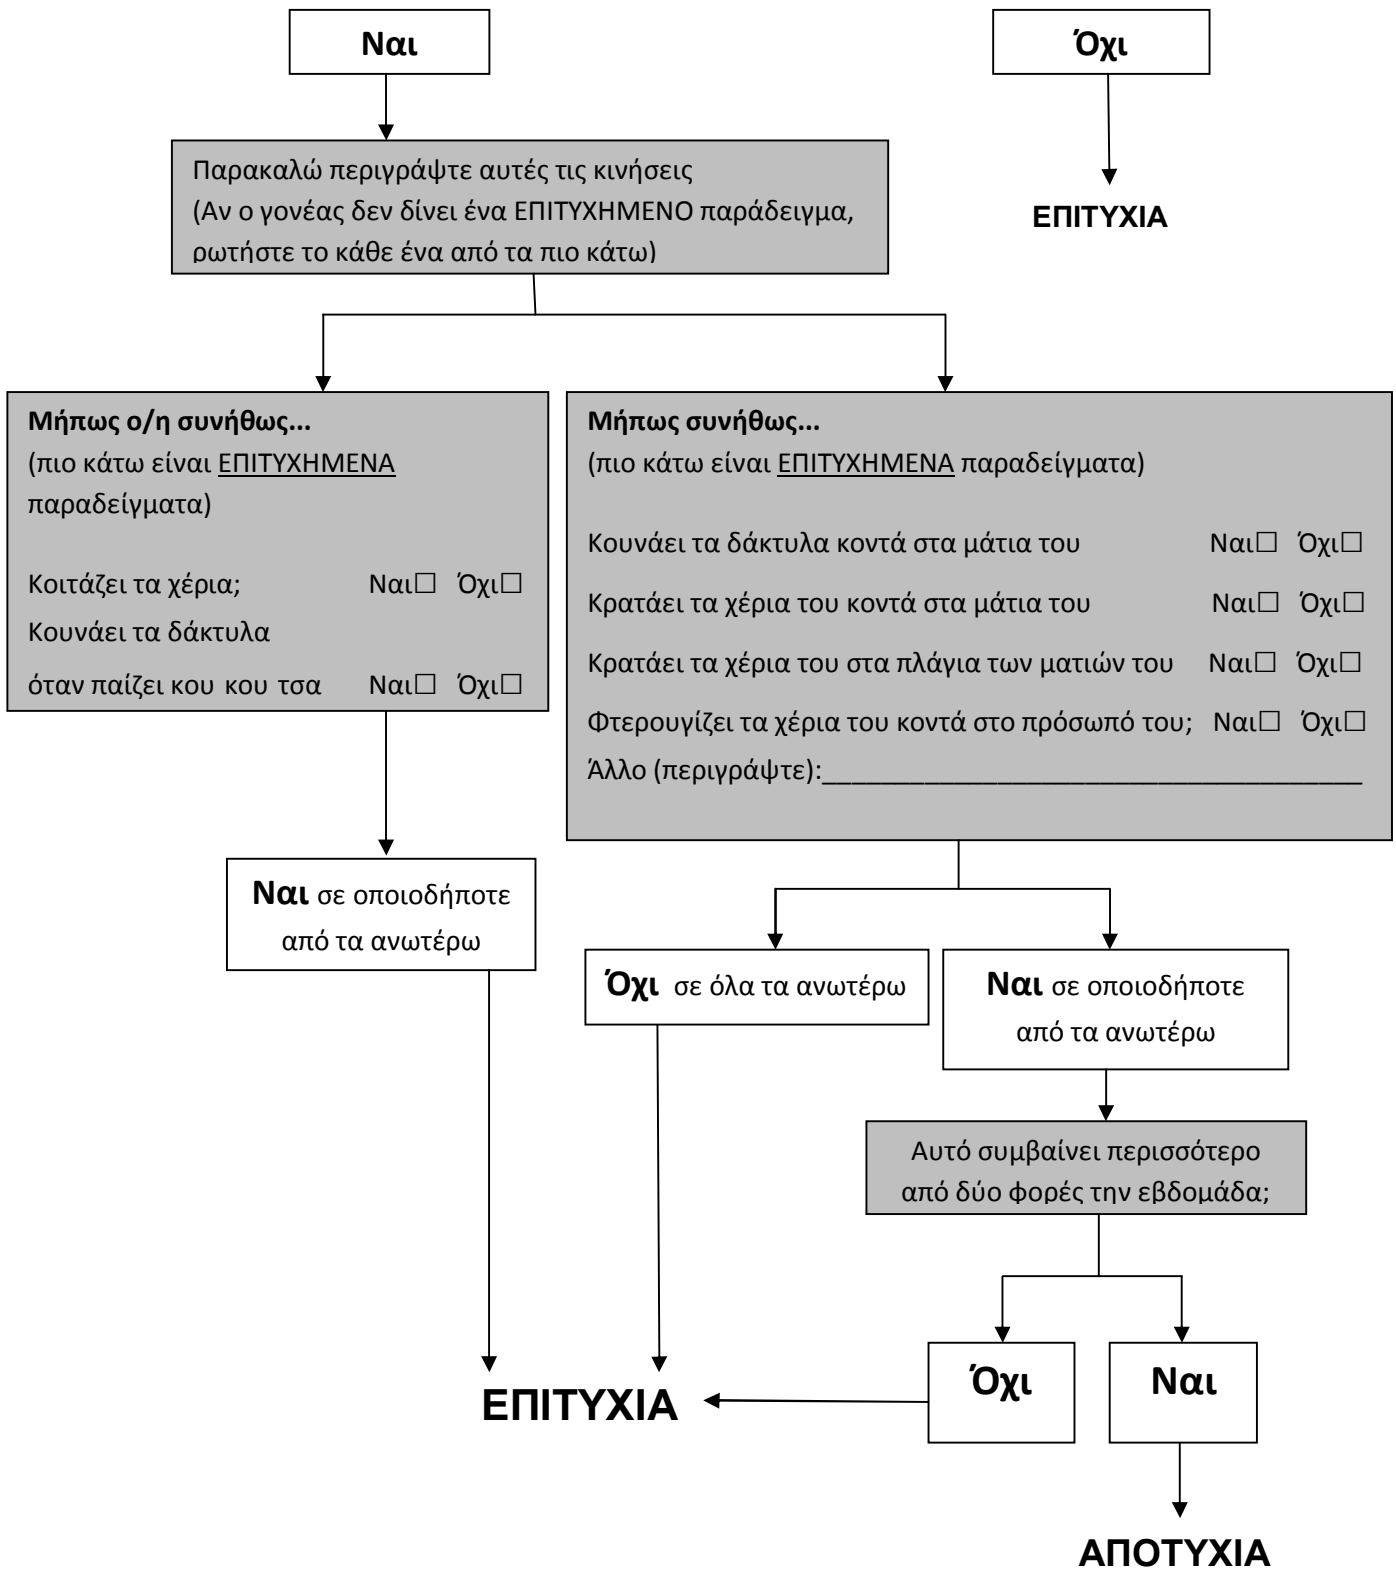 Ναι
Όχι
Παρακαλώ περιγράψτε αυτές τις κινήσεις
(Αν ο γονέας δεν δίνει ένα ΕΠΙΤΥΧΗΜΕΝΟ παράδειγμα,
ρωτήστε το κάθε ένα από τα πιο κάτω)
ΕΠΙΤΥΧΙΑ
Μήπως ο/η συνήθως...
(πιο κάτω είναι ΕΠΙΤΥΧΗΜΕΝΑ
παραδείγματα)
Κοιτάζει τα χέρια; Ναι☐ Όχι☐
Κουνάει τα δάκτυλα
όταν παίζει κου κου τσα Ναι☐ Όχι☐
Μήπως συνήθως...
(πιο κάτω είναι ΕΠΙΤΥΧΗΜΕΝΑ παραδείγματα)
Κουνάει τα δάκτυλα κοντά στα μάτια του Ναι☐ Όχι☐
Κρατάει τα χέρια του κοντά στα μάτια του Ναι☐ Όχι☐
Κρατάει τα χέρια του στα πλάγια των ματιών του Ναι☐ Όχι☐
Φτερουγίζει τα χέρια του κοντά στο πρόσωπό του; Ναι☐ Όχι☐
Άλλο (περιγράψτε):_____________________________________
Ναι σε οποιοδήποτε
από τα ανωτέρω
Όχι σε όλα τα ανωτέρω
Ναι σε οποιοδήποτε
από τα ανωτέρω
Αυτό συμβαίνει περισσότερο
από δύο φορές την εβδομάδα;
Όχι
Ναι
ΕΠΙΤΥΧΙΑ
ΑΠΟΤΥΧΙΑ